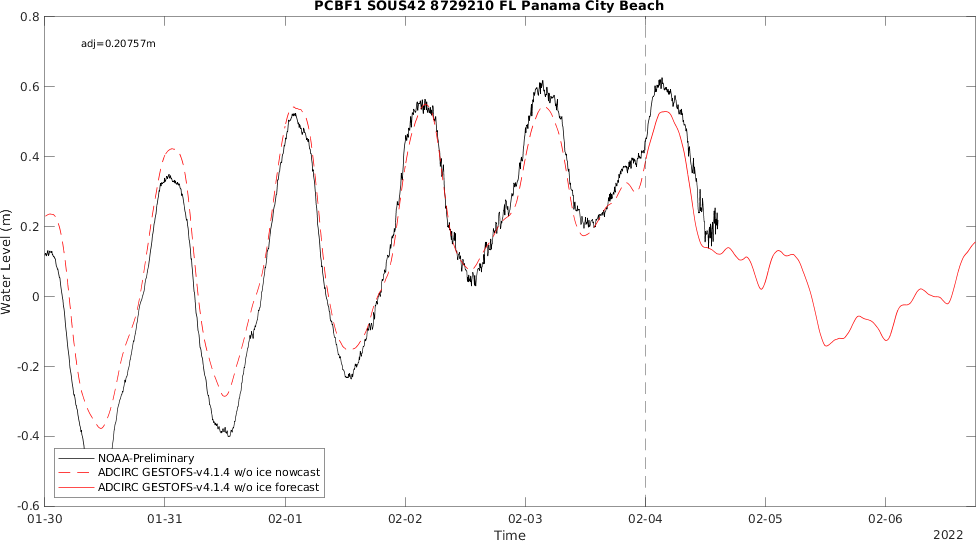 PCBF1 SOUS42 8729210 FL Panama City Beach
adj=0.20757m
Water Level (m)
0.8
0.6
0.4
0.2
0
-0.2
-0.4
-0.6
NOAA-Preliminary
ADCIRC GESTOFS-v4.1.4 w/o ice nowcast
ADCIRC GESTOFS-v4.1.4 w/o ice forecast
01-30 01-31 02-01 02-02 02-03 02-04 02-05 02-06
Time
2022